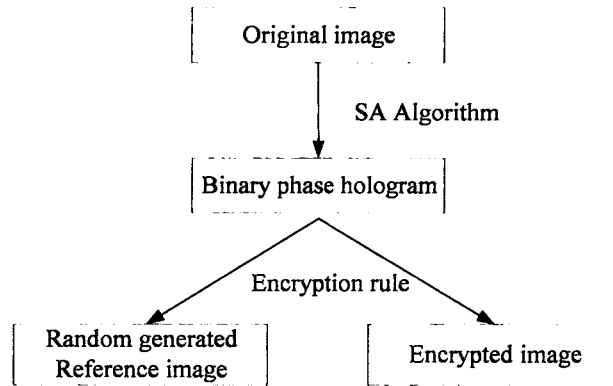 Original image
SA Algorithm
Binary phase hologram
Encryption rule
Random generated
Reference image
Encrypted image